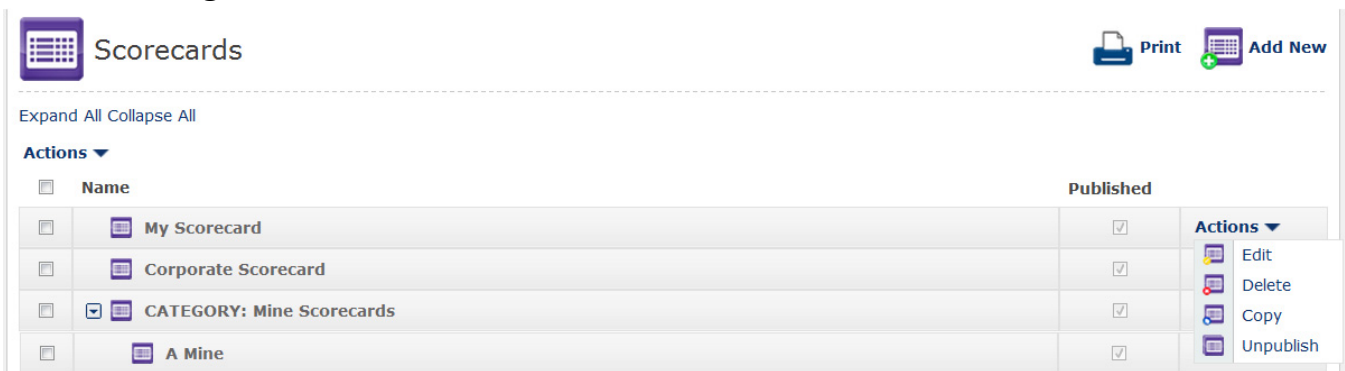 Scorecards
Print
Add New
Expand All Collapse All
Actions
Name Published
My Scorecard Actions
Edit
Corporate Scorecard
Delete
CATEGORY: Mine Scorecards
Copy
Unpublish
A Mine